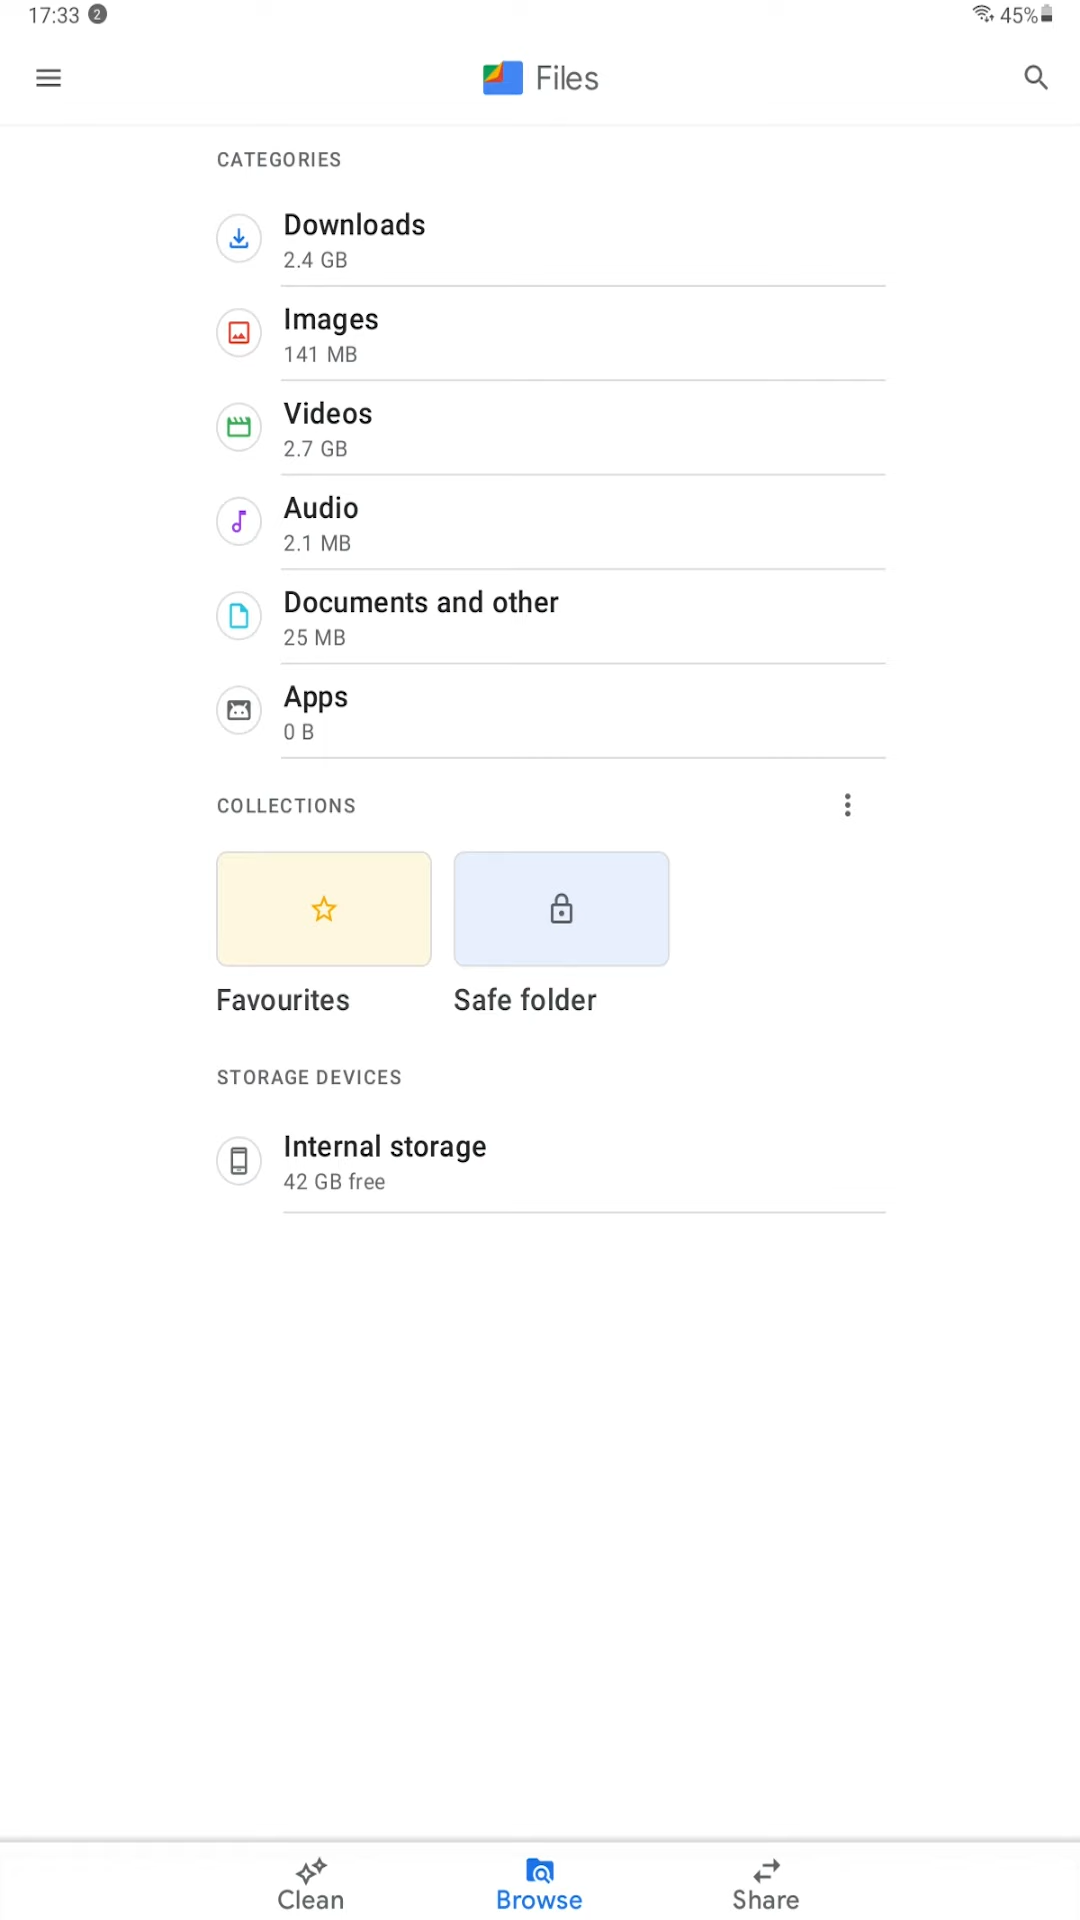 17:33 2 45%
Files
CATEGORIES
Downloads
2.4 GB
Images
141 MB
Videos
2.7 GB
Audio
2.1 MB
Documents and other
25 MB
Apps
0 B
COLLECTIONS
Favourites Safe folder
STORAGE DEVICES
Internal storage
42 GB free
Clean Browse Share